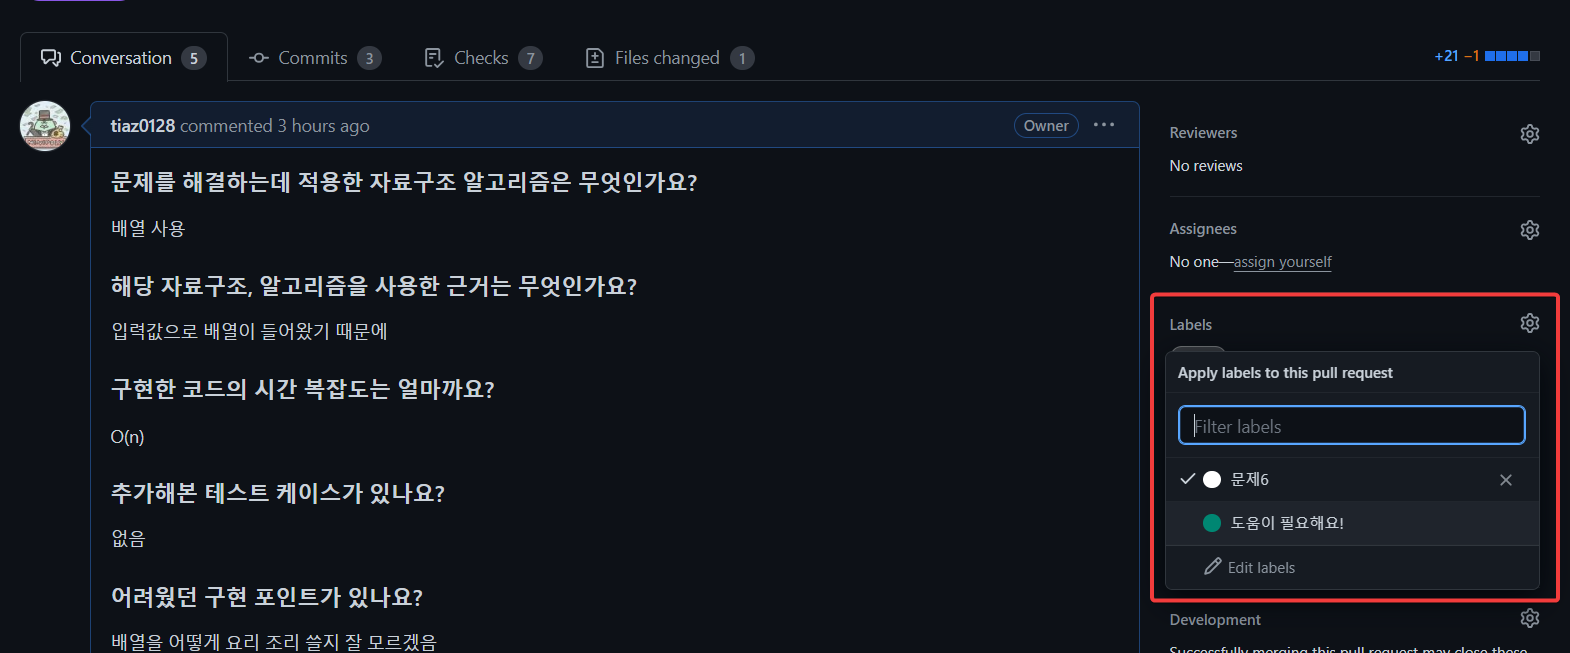 Conversation 5 Commits 3 Checks 7 Files changed 1 +21 −1
tiaz0128 commented 3 hours ago Owner
문제를 해결하는데 적용한 자료구조 알고리즘은 무엇인가요?
배열 사용
해당 자료구조, 알고리즘을 사용한 근거는 무엇인가요?
입력값으로 배열이 들어왔기 때문에
구현한 코드의 시간 복잡도는 얼마까요?
O(n)
추가해본 테스트 케이스가 있나요?
없음
어려웠던 구현 포인트가 있나요?
배열을 어떻게 요리 조리 쓸지 잘 모르겠음
Reviewers
No reviews
Assignees
No one—assign yourself
Labels
Apply labels to this pull request
Filter labels
문제6
도움이 필요해요!
Edit labels
Development
Successfully merging this pull request may close these